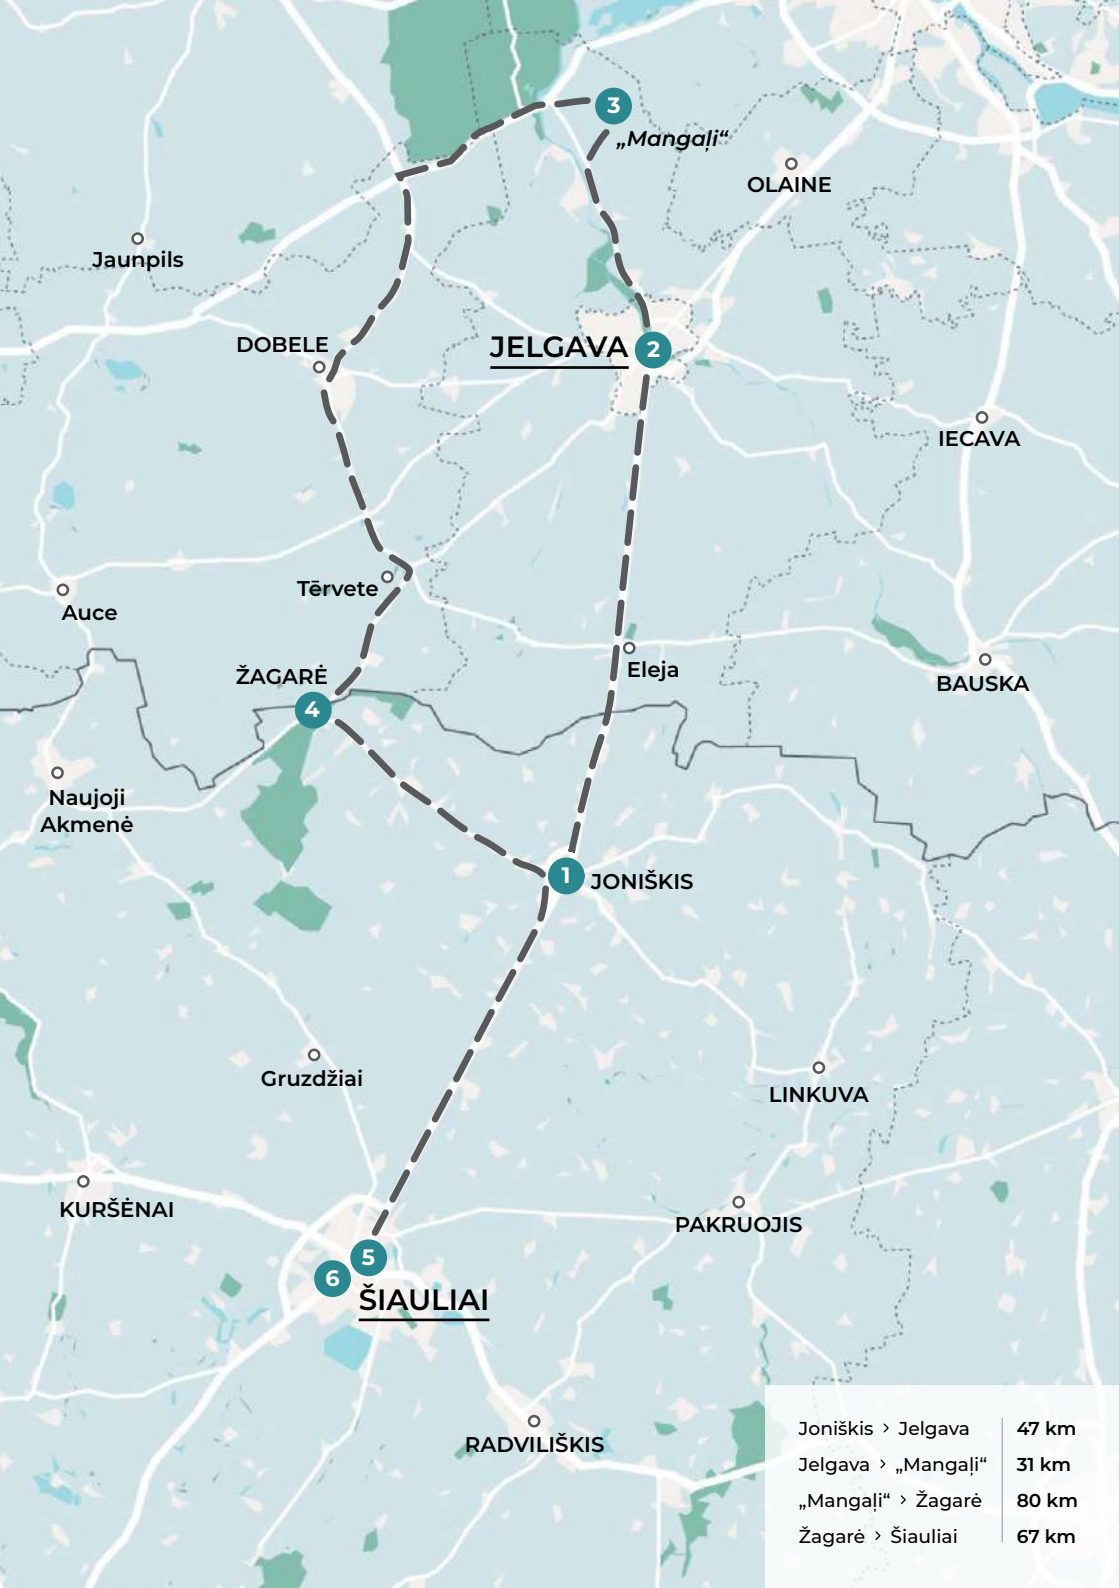 3
„Mangaļi“
OLAINE
Jaunpils
DOBELE
JELGAVA
2
IECAVA
Tērvete
Auce
Eleja
ŽAGARĖ
BAUSKA
4
Naujoji
Akmenė
1
JONIŠKIS
Gruzdžiai
LINKUVA
KURŠĖNAI
PAKRUOJIS
5
6
ŠIAULIAI
RADVILIŠKIS
Joniškis › Jelgava 47 km
Jelgava › „Mangaļi“ 31 km
„Mangaļi“ › Žagarė 80 km
Žagarė › Šiauliai 67 km